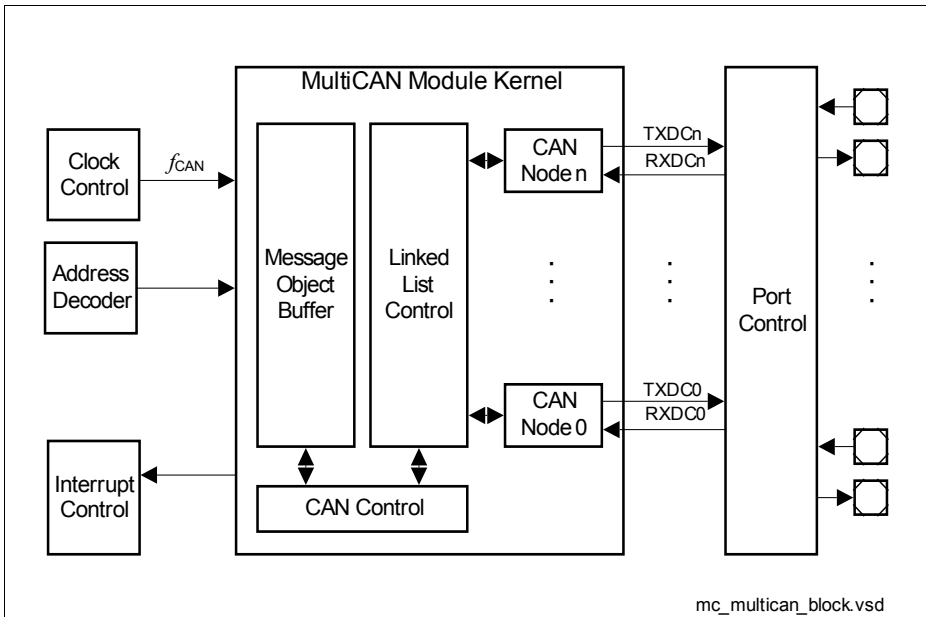 MultiCAN Module Kernel
Clock
Control
fCAN
Address
Decoder
Interrupt
Control
Message
Object
Buffer
Linked
List
Control
CAN Control
CAN
Node n
CAN
Node 0
TXDCn
RXDCn
TXDC0
RXDC0
Port
Control
mc_multican_block.vsd